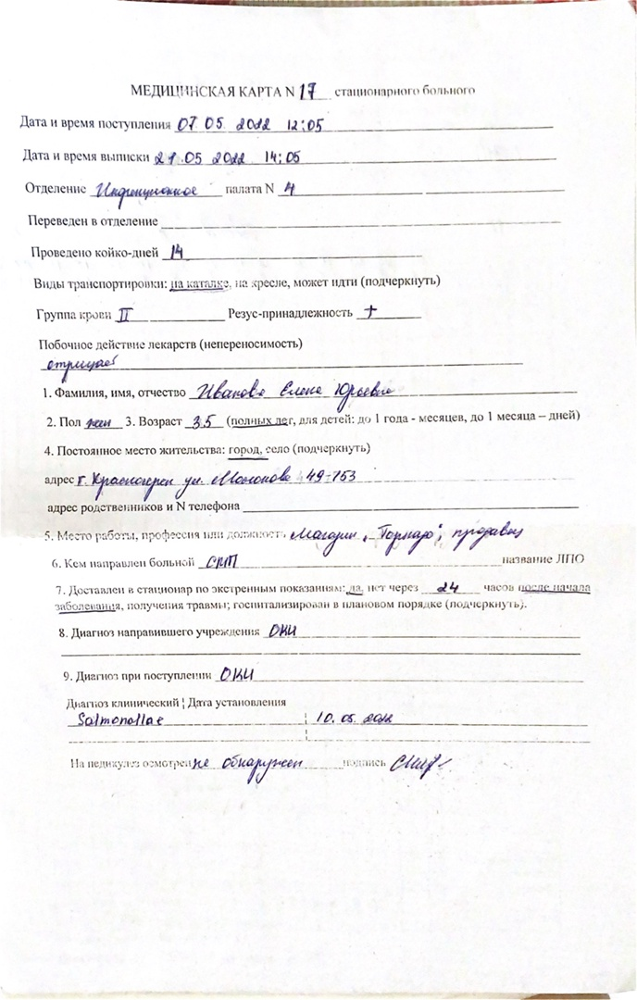 МЕДИЦИНСКАЯ КАРТА N 17 стационарного больного
Дата и время поступления 07 05 2022 12:05
Дата и время выписки 21.05 2022 14:05
Отделение Инфекционное палата N 4
Переведен в отделение
Проведено койко-дней 14
Виды транспортировки: на каталке, на кресле, может идти (подчеркнуть)
Группа крови II Резус-принадлежность +
Побочное действие лекарств (непереносимость)
отрицает
1. Фамилия, имя, отчество Иванова Елена Юрьевна
2. Пол жен 3. Возраст 35 (полных лет, для детей: до 1 года - месяцев, до 1 месяца – дней)
4. Постоянное место жительства: город, село (подчеркнуть)
адрес г. Красногорск ул. 49-153
адрес родственников и N телефона
5. Место работы, профессия или должность Магазин „Торнадо", продавец
6. Кем направлен больной СМП название ЛПО
7. Доставлен в стационар по экстренным показаниям: да, нет через 24 часов после начала
заболевания, получения травмы; госпитализирован в плановом порядке (подчеркнуть).
8. Диагноз направившего учреждения ОКИ
9. Диагноз при поступлении ОКИ
Диагноз клинический ¦ Дата установления
Salmonollae 10. 05. 2022
На педикулез осмотрен не обнаружен подпись